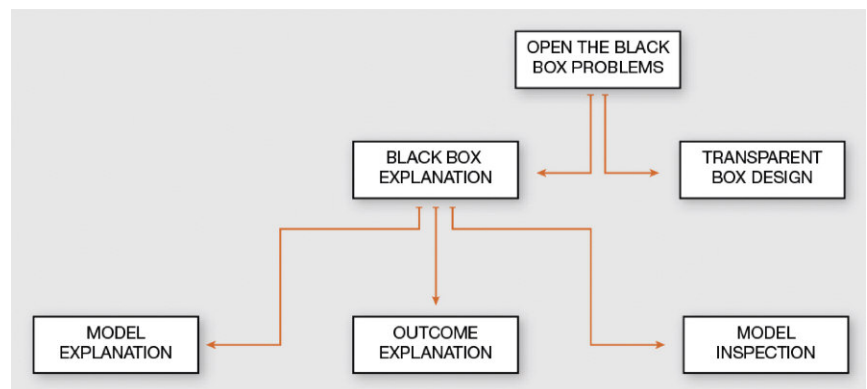 OPEN THE BLACK
BOX PROBLEMS
BLACK BOX
EXPLANATION
TRANSPARENT
BOX DESIGN
MODEL
EXPLANATION
OUTCOME
EXPLANATION
MODEL
INSPECTION